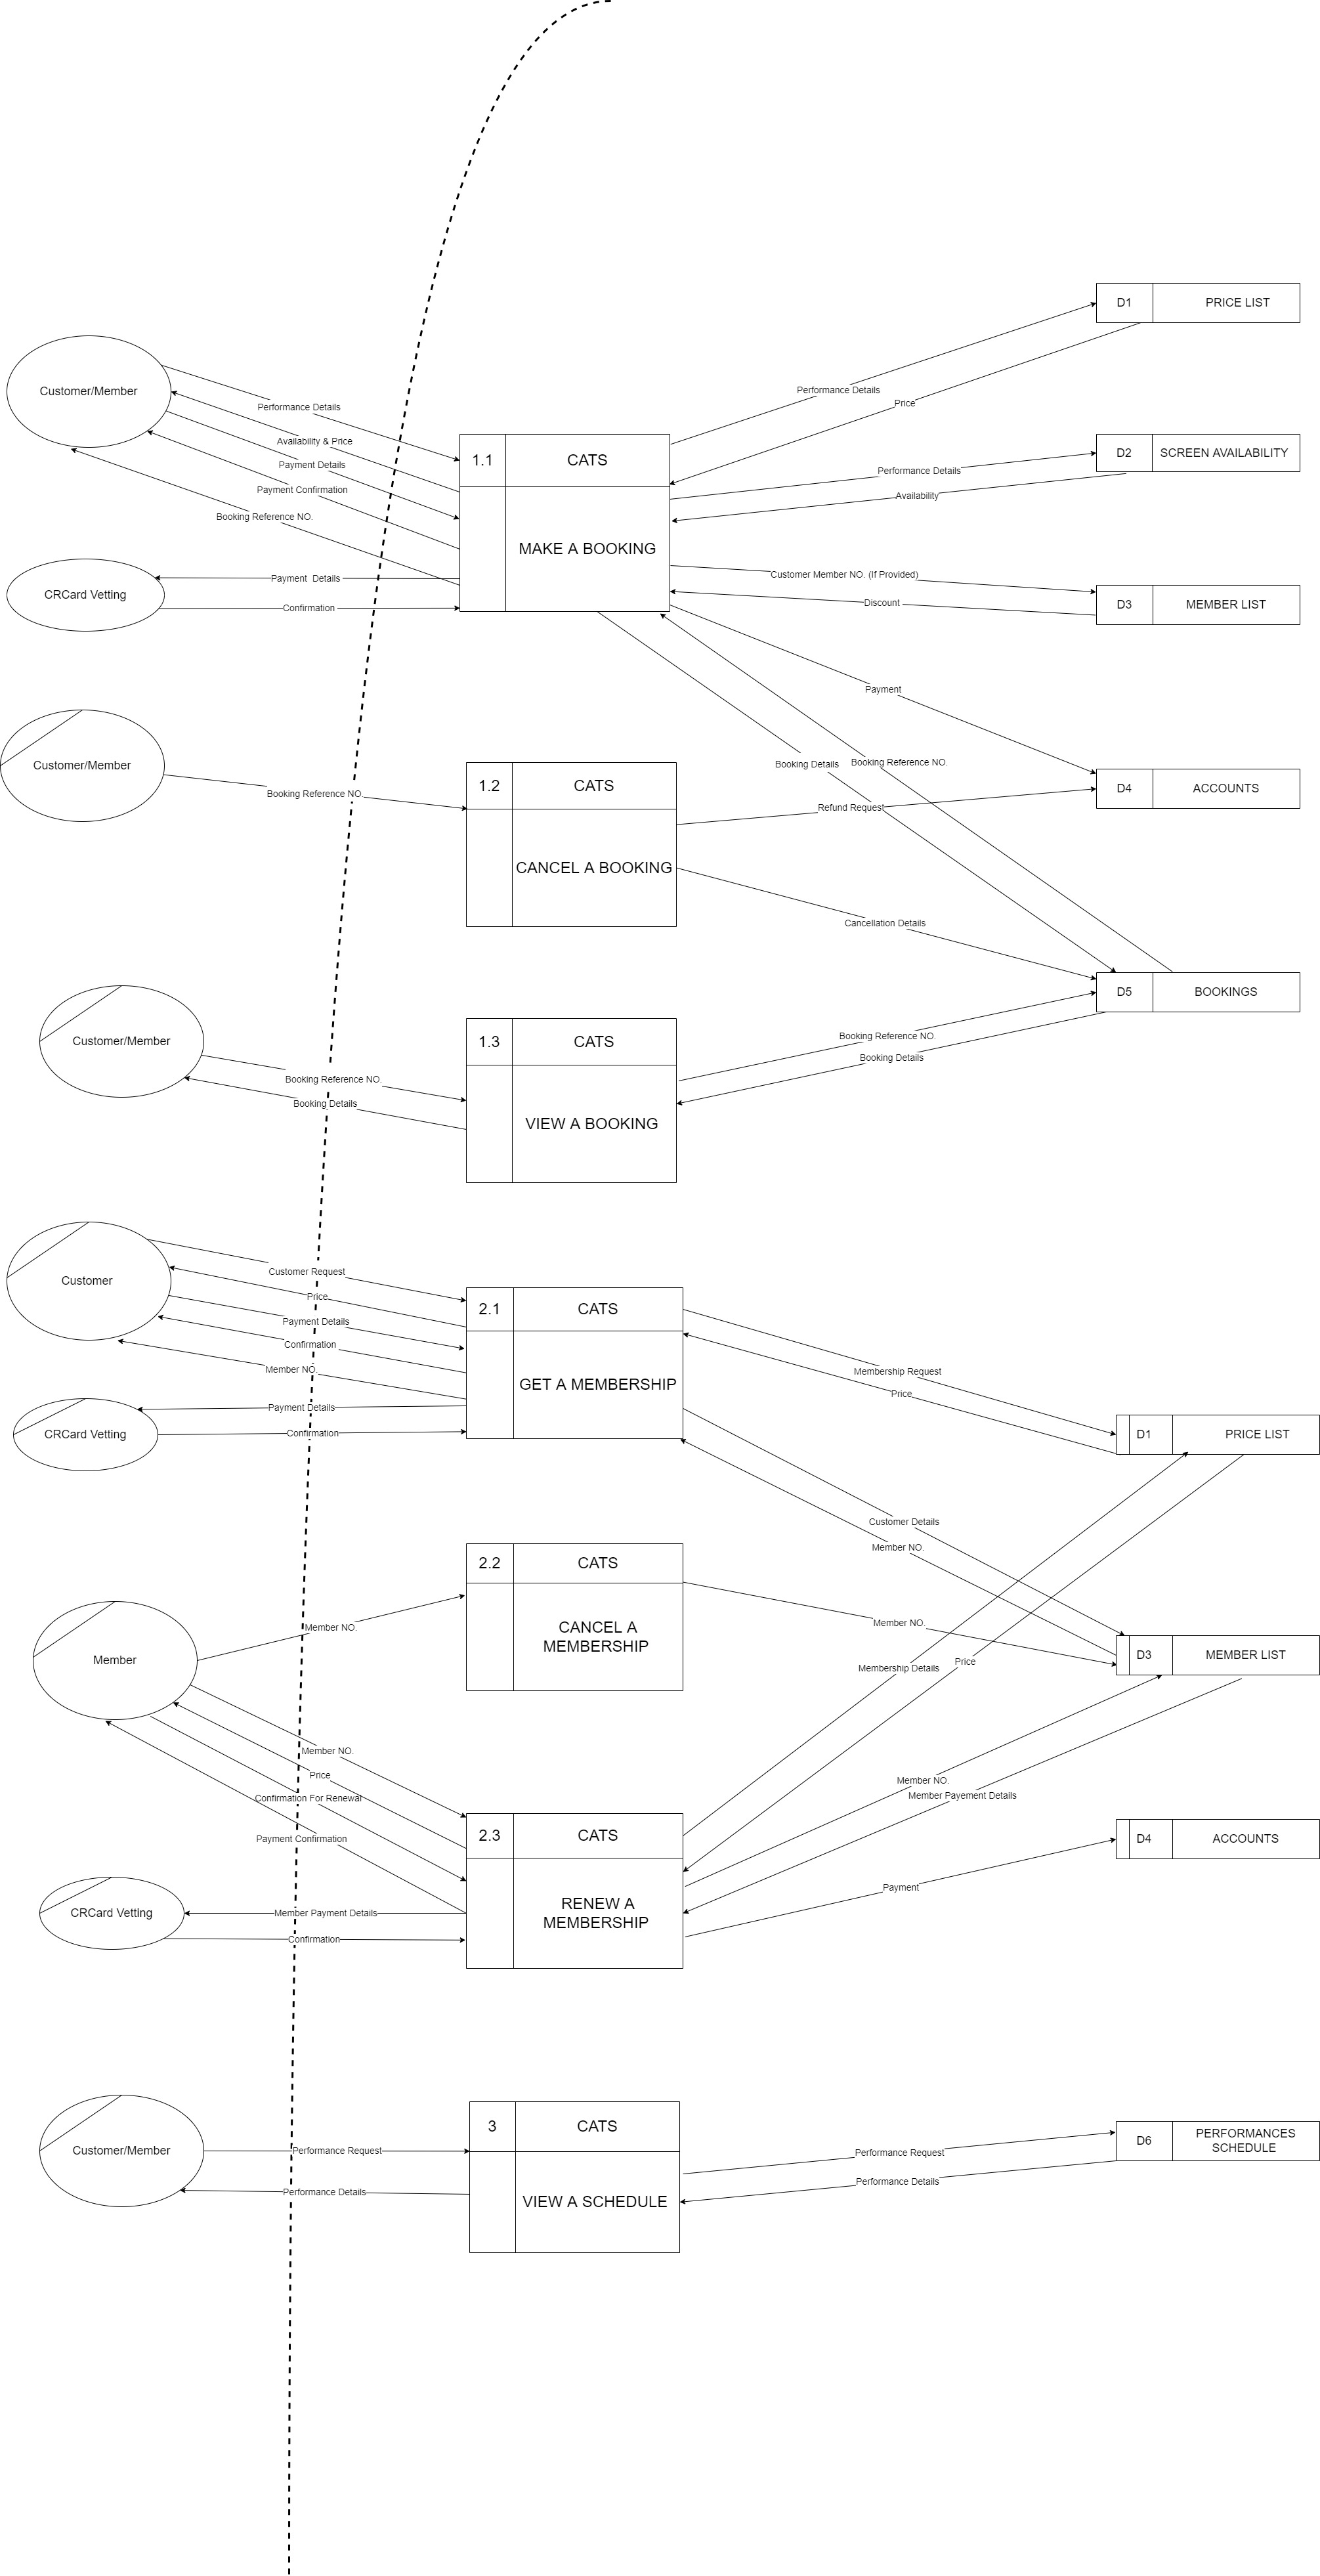 D1 PRICE LIST
Customer/Member
Performance Details
Price
Performance Details
Availability & Price
1.1 CATS
D2 SCREEN AVAILABILITY
Payment Details
Performance Details
Payment Confirmation
Availability
Booking Reference NO.
MAKE A BOOKING
Payment  Details
Customer Member NO. (If Provided)
CRCard Vetting
Confirmation
Discount
D3 MEMBER LIST
Payment
Customer/Member
Booking Details
Booking Reference NO.
1.2 CATS
D4 ACCOUNTS
Booking Reference NO.
Refund Request
CANCEL A BOOKING
Cancellation Details
D5 BOOKINGS
Customer/Member
1.3 CATS
Booking Reference NO.
Booking Details
Booking Reference NO.
Booking Details
VIEW A BOOKING
Customer
Customer Request
Price
2.1 CATS
Payment Details
Confirmation
Member NO.
GET A MEMBERSHIP
Membership Request
Price
Payment Details
CRCard Vetting
Confirmation
D1 PRICE LIST
Customer Details
Member NO.
2.2 CATS
Member NO.
CANCEL A
MEMBERSHIP
Member NO.
Member
Membership Details
Price
D3 MEMBER LIST
Member NO.
Price
Confirmation For Renewal
Payment Confirmation
Member NO.
Member Payement Details
2.3 CATS
D4 ACCOUNTS
Payment
RENEW A
MEMBERSHIP
CRCard Vetting
Member Payment Details
Confirmation
3 CATS
D6 PERFORMANCES
SCHEDULE
Customer/Member
Performance Request
Performance Request
Performance Details
Performance Details
VIEW A SCHEDULE